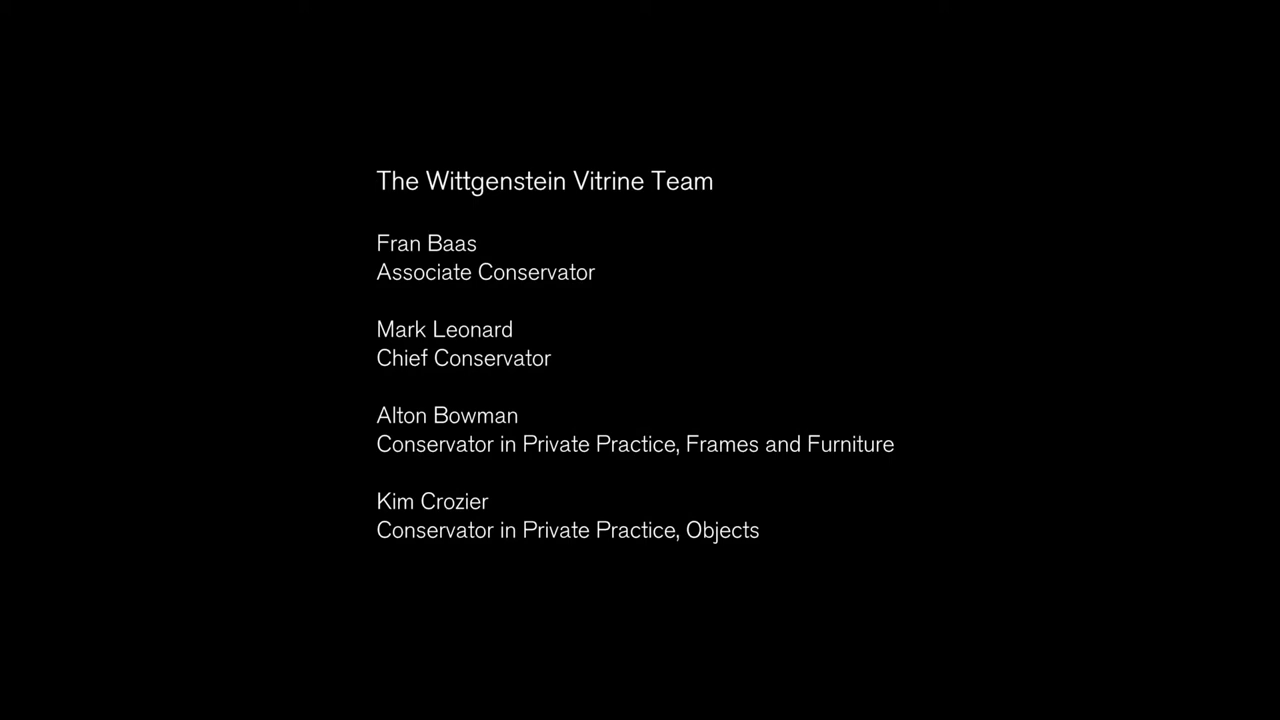 The Wittgenstein Vitrine Team
Fran Baas
Associate Conservator
Mark Leonard
Chief Conservator
Alton Bowman
Conservator in Private Practice, Frames and Furniture
Kim Crozier
Conservator in Private Practice, Objects